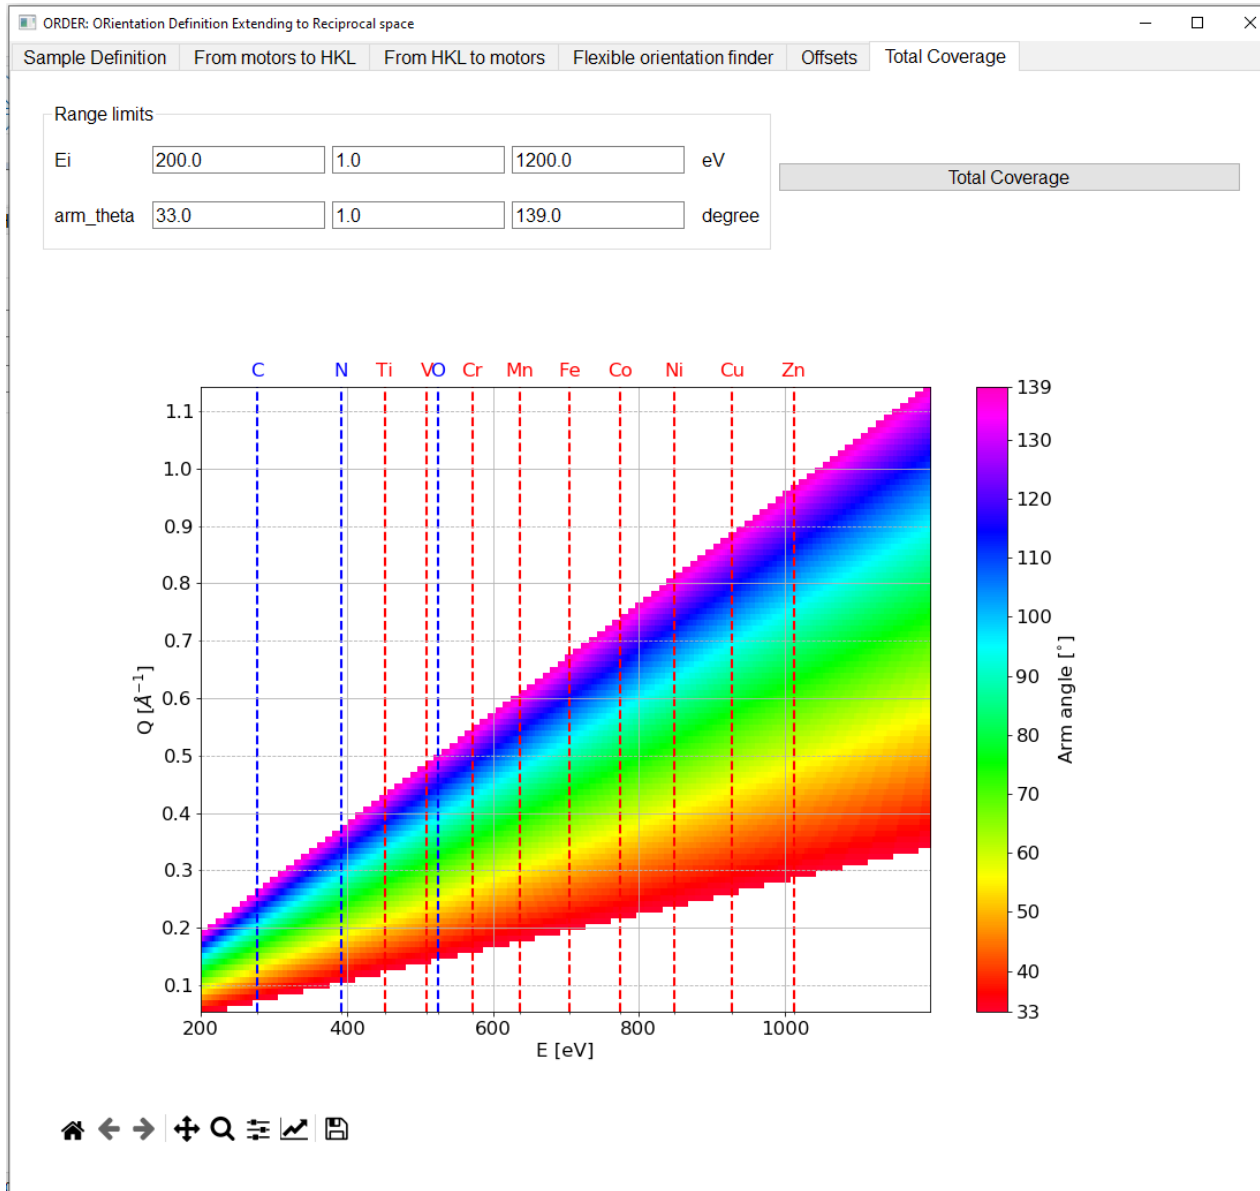 ORDER: ORientation Definition Extending to Reciprocal space
Sample Definition From motors to HKL From HKL to motors Flexible orientation finder Offsets Total Coverage
Range limits
Ei 200.0 1.0 1200.0 eV
Total Coverage
arm_theta 33.0 1.0 139.0 degree
C N Ti V O Cr Mn Fe Co Ni Cu Zn
1.1
1.0
0.9
0.8
0.7
0.6
0.5
0.4
0.3
0.2
0.1
Q [Å⁻¹]
200 400 600 800 1000
E [eV]
139
130
120
110
100
90
80
70
60
50
40
33
Arm angle [°]